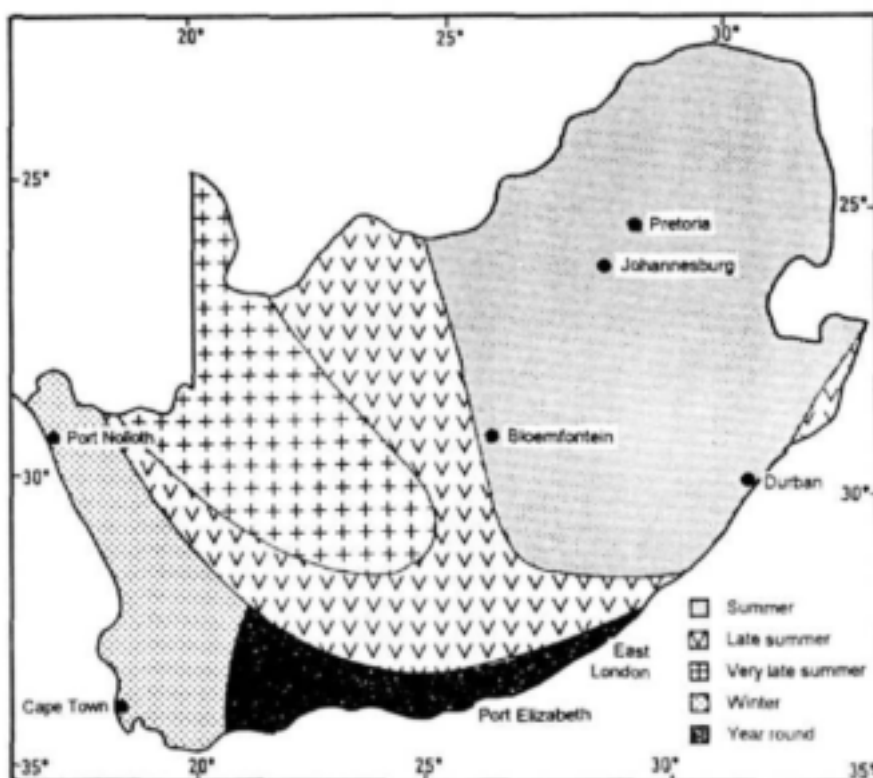 20°
25°
30°
25°
25°
Pretoria
Johannesburg
Bloemfontein
Port Nolloth
30°
Durban
30°
Summer
Late summer
Very late summer
Winter
Year round
East
London
Port Elizabeth
Cape Town
35°
20°
25°
30°
35°